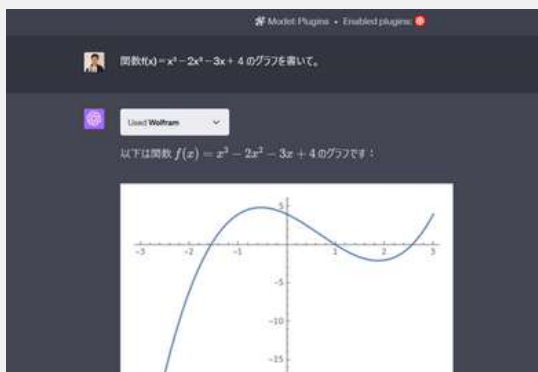 Model: Plugins • Enabled plugins:
関数f(x) = x³ − 2x² − 3x + 4 のグラフを書いて。
Used Wolfram
以下は関数 f(x) = x³ − 2x² − 3x + 4 のグラフです：
5
-3 -2 -1 1 2 3
-5
-10
-15